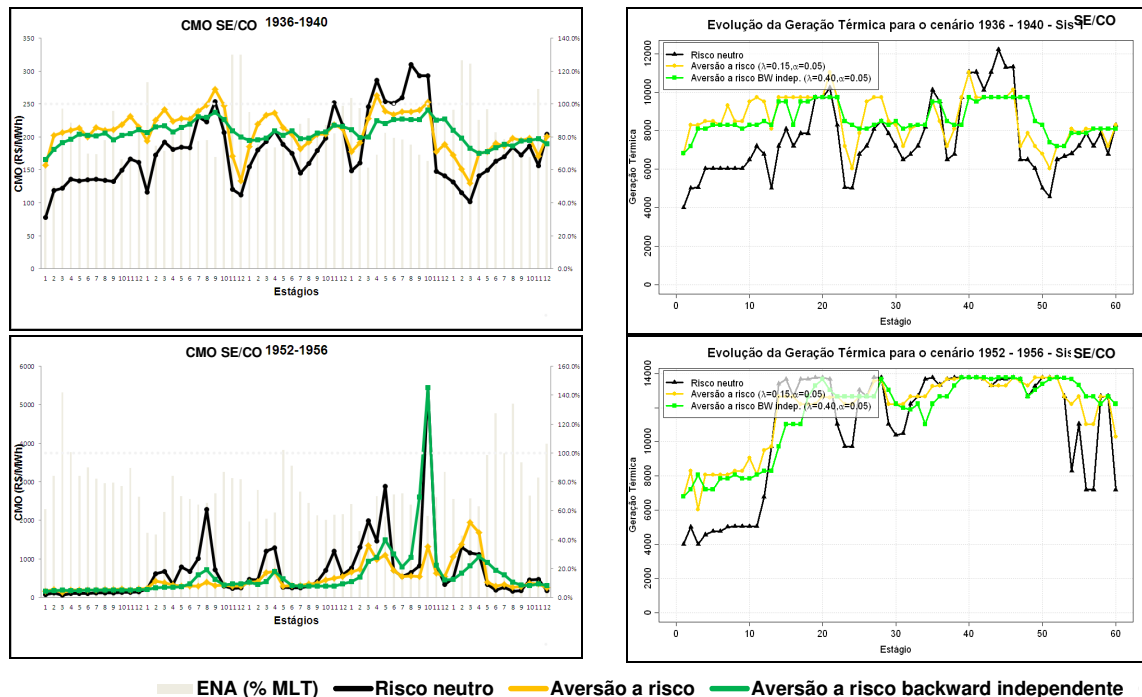 CMO SE/CO 1936-1940
CMO (R$/MWh)
350
300
250
200
150
100
50
0
140.0%
120.0%
100.0%
80.0%
60.0%
40.0%
20.0%
0.0%
1 2 3 4 5 6 7 8 9 10 11 12 1 2 3 4 5 6 7 8 9 10 11 12 1 2 3 4 5 6 7 8 9 10 11 12 1 2 3 4 5 6 7 8 9 10 11 12 1 2 3 4 5 6 7 8 9 10 11 12
Estágios
Evolução da Geração Térmica para o cenário 1936 - 1940 - Sis SE/CO
Risco neutro
Aversão a risco (λ=0.15,α=0.05)
Aversão a risco BW indep. (λ=0.40,α=0.05)
Geração Térmica
12000
10000
8000
6000
4000
2000
0
0 10 20 30 40 50 60
Estágio
CMO SE/CO 1952-1956
CMO (R$/MWh)
6000
5000
4000
3000
2000
1000
0
160.0%
140.0%
120.0%
100.0%
80.0%
60.0%
40.0%
20.0%
0.0%
1 2 3 4 5 6 7 8 9 10 11 12 1 2 3 4 5 6 7 8 9 10 11 12 1 2 3 4 5 6 7 8 9 10 11 12 1 2 3 4 5 6 7 8 9 10 11 12 1 2 3 4 5 6 7 8 9 10 11 12
Estágios
Evolução da Geração Térmica para o cenário 1952 - 1956 - Sis SE/CO
Risco neutro
Aversão a risco (λ=0.15,α=0.05)
Aversão a risco BW indep. (λ=0.40,α=0.05)
Geração Térmica
14000
10000
8000
6000
4000
2000
0
0 10 20 30 40 50 60
Estágio
ENA (% MLT) Risco neutro Aversão a risco Aversão a risco backward independente